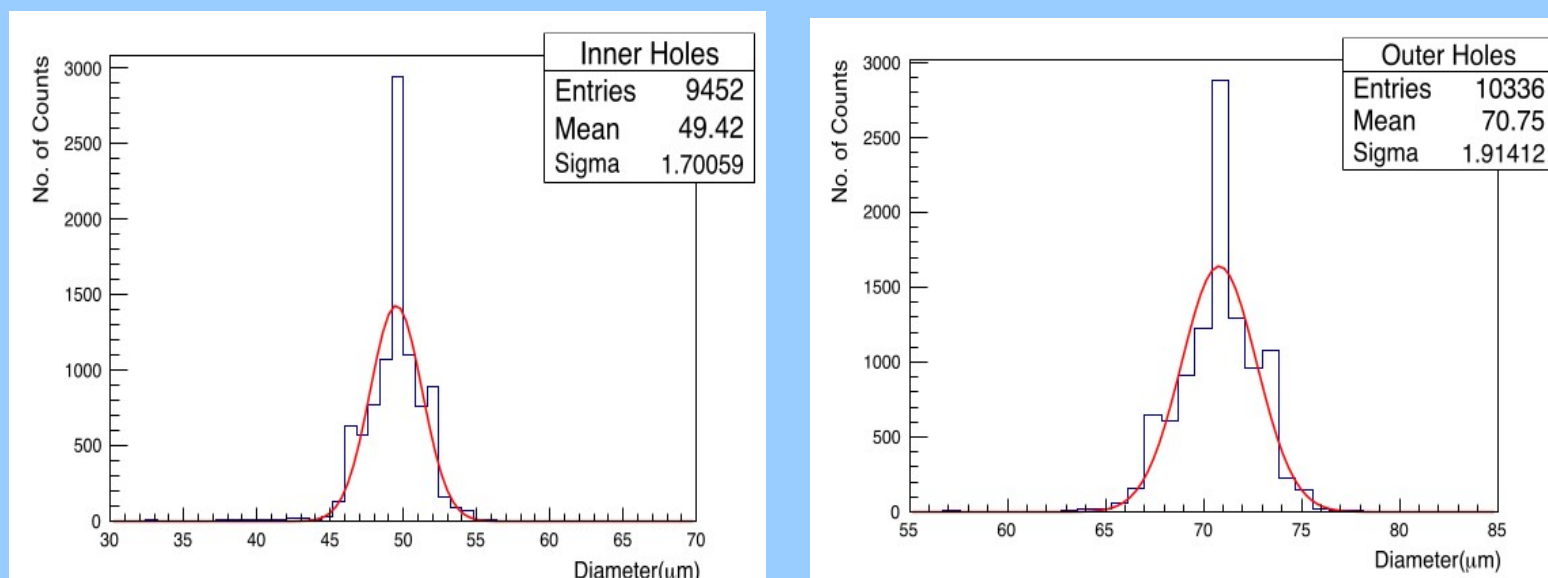 Inner Holes
Entries 9452
Mean 49.42
Sigma 1.70059
No. of Counts
3000
2500
2000
1500
1000
500
0
30 35 40 45 50 55 60 65 70
Diameter(μm)
Outer Holes
Entries 10336
Mean 70.75
Sigma 1.91412
No. of Counts
3000
2500
2000
1500
1000
500
0
55 60 65 70 75 80 85
Diameter(μm)